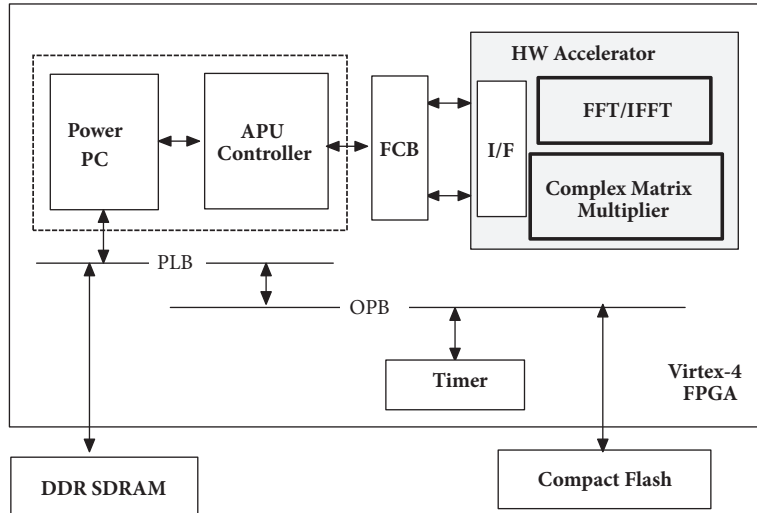 HW Accelerator
Power
PC
APU
Controller
FCB
I/F
FFT/IFFT
Complex Matrix
Multiplier
PLB
OPB
Timer
Virtex-4
FPGA
DDR SDRAM
Compact Flash